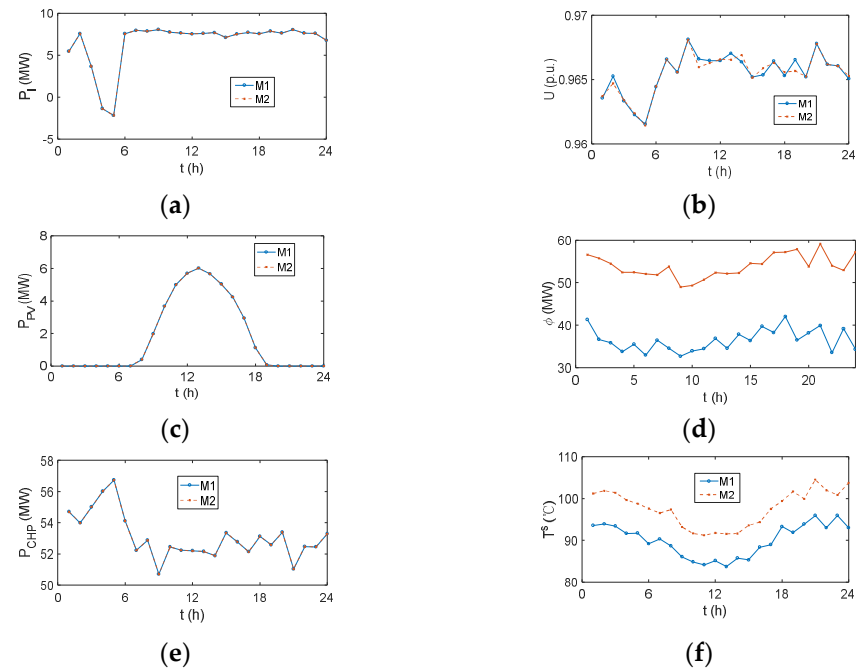 10
5
0
-5
P_I (MW)
M1
M2
0 6 12 18 24
t (h)
(a)
0.97
0.965
0.96
U (p.u.)
M1
M2
0 6 12 18 24
t (h)
(b)
8
6
4
2
0
P_PV (MW)
M1
M2
0 6 12 18 24
t (h)
(c)
60
50
40
30
ϕ (MW)
0 5 10 15 20
t (h)
(d)
58
56
54
52
50
P_CHP (MW)
M1
M2
0 6 12 18 24
t (h)
(e)
110
100
90
80
T^S (℃)
M1
M2
0 6 12 18 24
t (h)
(f)